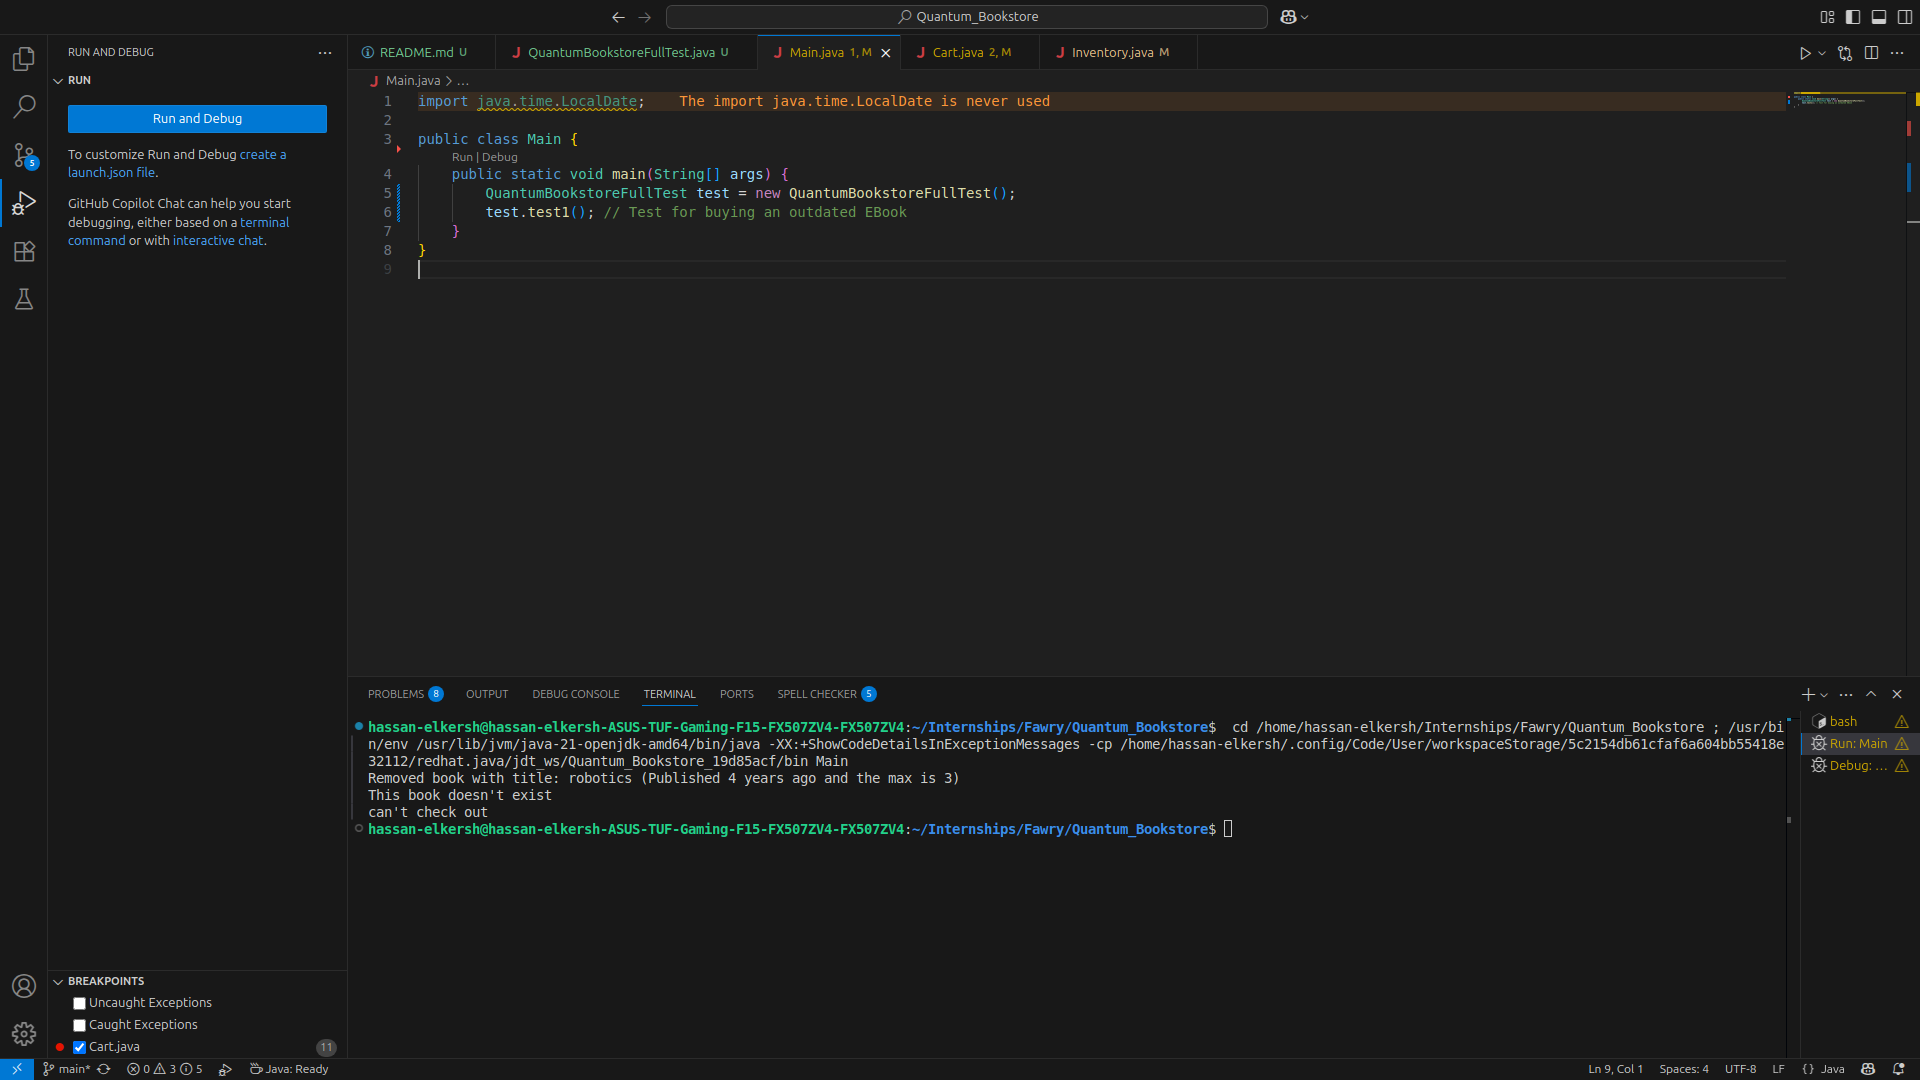 Quantum_Bookstore
RUN AND DEBUG
RUN
Run and Debug
To customize Run and Debug create a
launch.json file.
GitHub Copilot Chat can help you start
debugging, either based on a terminal
command or with interactive chat.
BREAKPOINTS
Uncaught Exceptions
Caught Exceptions
Cart.java 11
5
README.md U
QuantumBookstoreFullTest.java U
Main.java 1, M
Cart.java 2, M
Inventory.java M
Main.java > ...
1 import java.time.LocalDate; The import java.time.LocalDate is never used
2
3 public class Main {
Run | Debug
4 public static void main(String[] args) {
5 QuantumBookstoreFullTest test = new QuantumBookstoreFullTest();
6 test.test1(); // Test for buying an outdated EBook
7 }
8 }
9
PROBLEMS 8 OUTPUT DEBUG CONSOLE TERMINAL PORTS SPELL CHECKER 5
hassan-elkersh@hassan-elkersh-ASUS-TUF-Gaming-F15-FX507ZV4-FX507ZV4:~/Internships/Fawry/Quantum_Bookstore$ cd /home/hassan-elkersh/Internships/Fawry/Quantum_Bookstore ; /usr/bi
n/env /usr/lib/jvm/java-21-openjdk-amd64/bin/java -XX:+ShowCodeDetailsInExceptionMessages -cp /home/hassan-elkersh/.config/Code/User/workspaceStorage/5c2154db61cfaf6a604bb55418e
32112/redhat.java/jdt_ws/Quantum_Bookstore_19d85acf/bin Main
Removed book with title: robotics (Published 4 years ago and the max is 3)
This book doesn't exist
can't check out
hassan-elkersh@hassan-elkersh-ASUS-TUF-Gaming-F15-FX507ZV4-FX507ZV4:~/Internships/Fawry/Quantum_Bookstore$
bash
Run: Main
Debug: ...
main* 0 3 5 Java: Ready
Ln 9, Col 1 Spaces: 4 UTF-8 LF {} Java